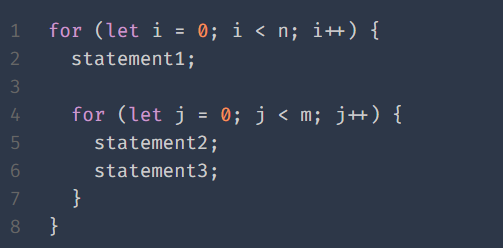 1 for (let i = 0; i < n; i++) {
2   statement1;
3
4   for (let j = 0; j < m; j++) {
5     statement2;
6     statement3;
7   }
8 }